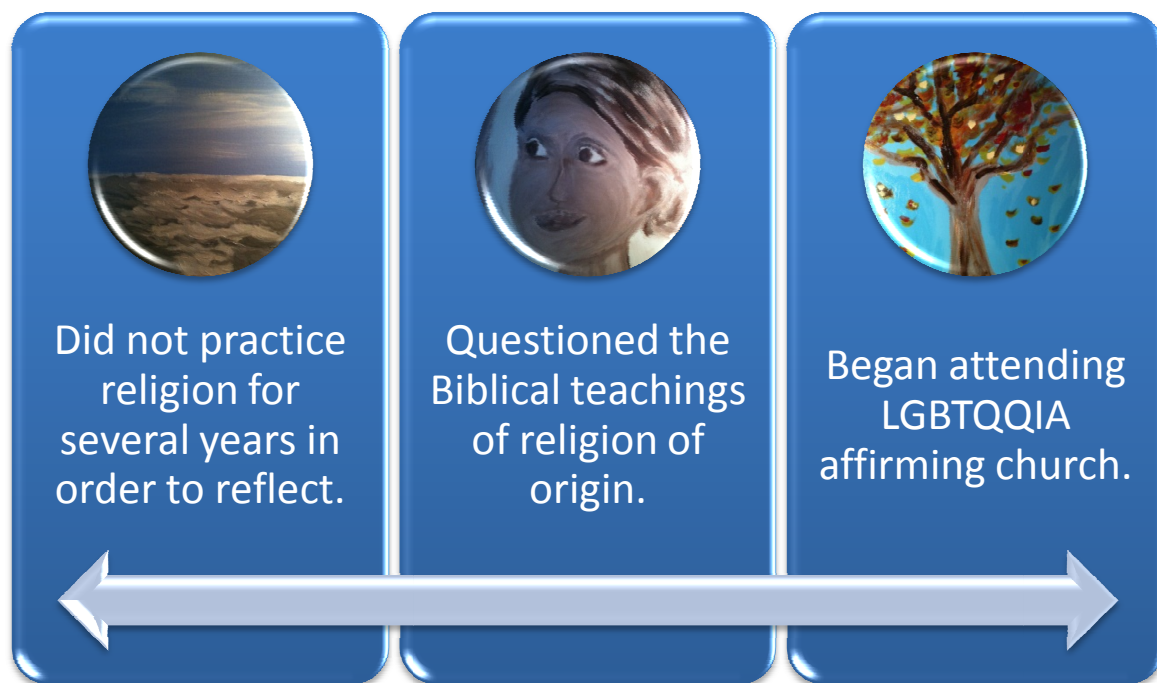 Did not practice
religion for
several years in
order to reflect.
Questioned the
Biblical teachings
of religion of
origin.
Began attending
LGBTQQIA
affirming church.